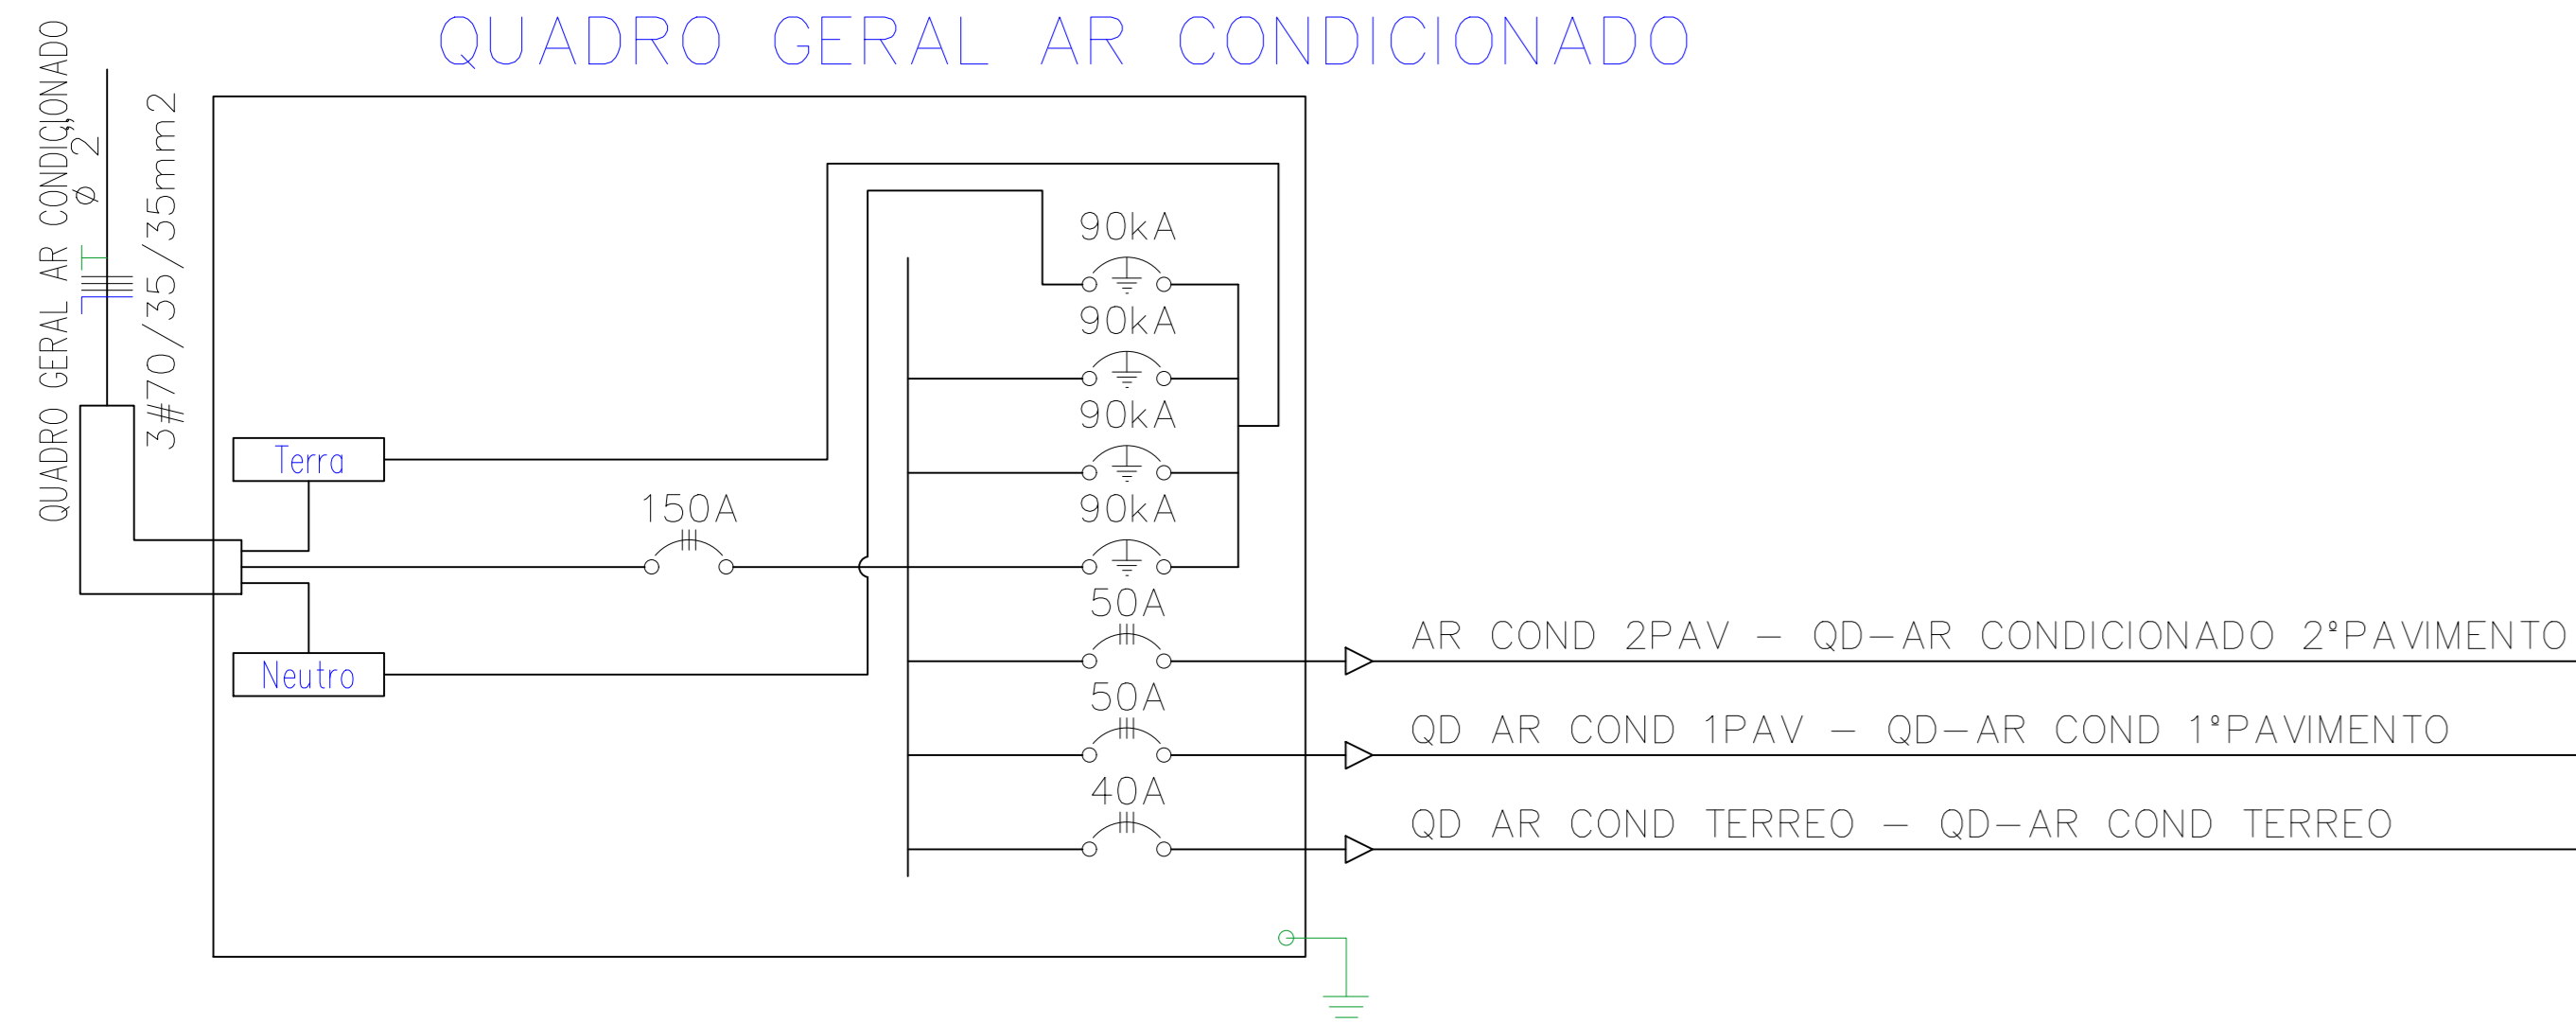 QUADRO GERAL AR CONDICIONADO
QUADRO GERAL AR CONDICIONADO
ø 2"
3#70/35/35mm2
90kA
90kA
90kA
Terra
150A
90kA
50A
AR COND 2PAV - QD-AR CONDICIONADO 2ºPAVIMENTO
Neutro
50A
QD AR COND 1PAV - QD-AR COND 1ºPAVIMENTO
40A
QD AR COND TERREO - QD-AR COND TERREO
T